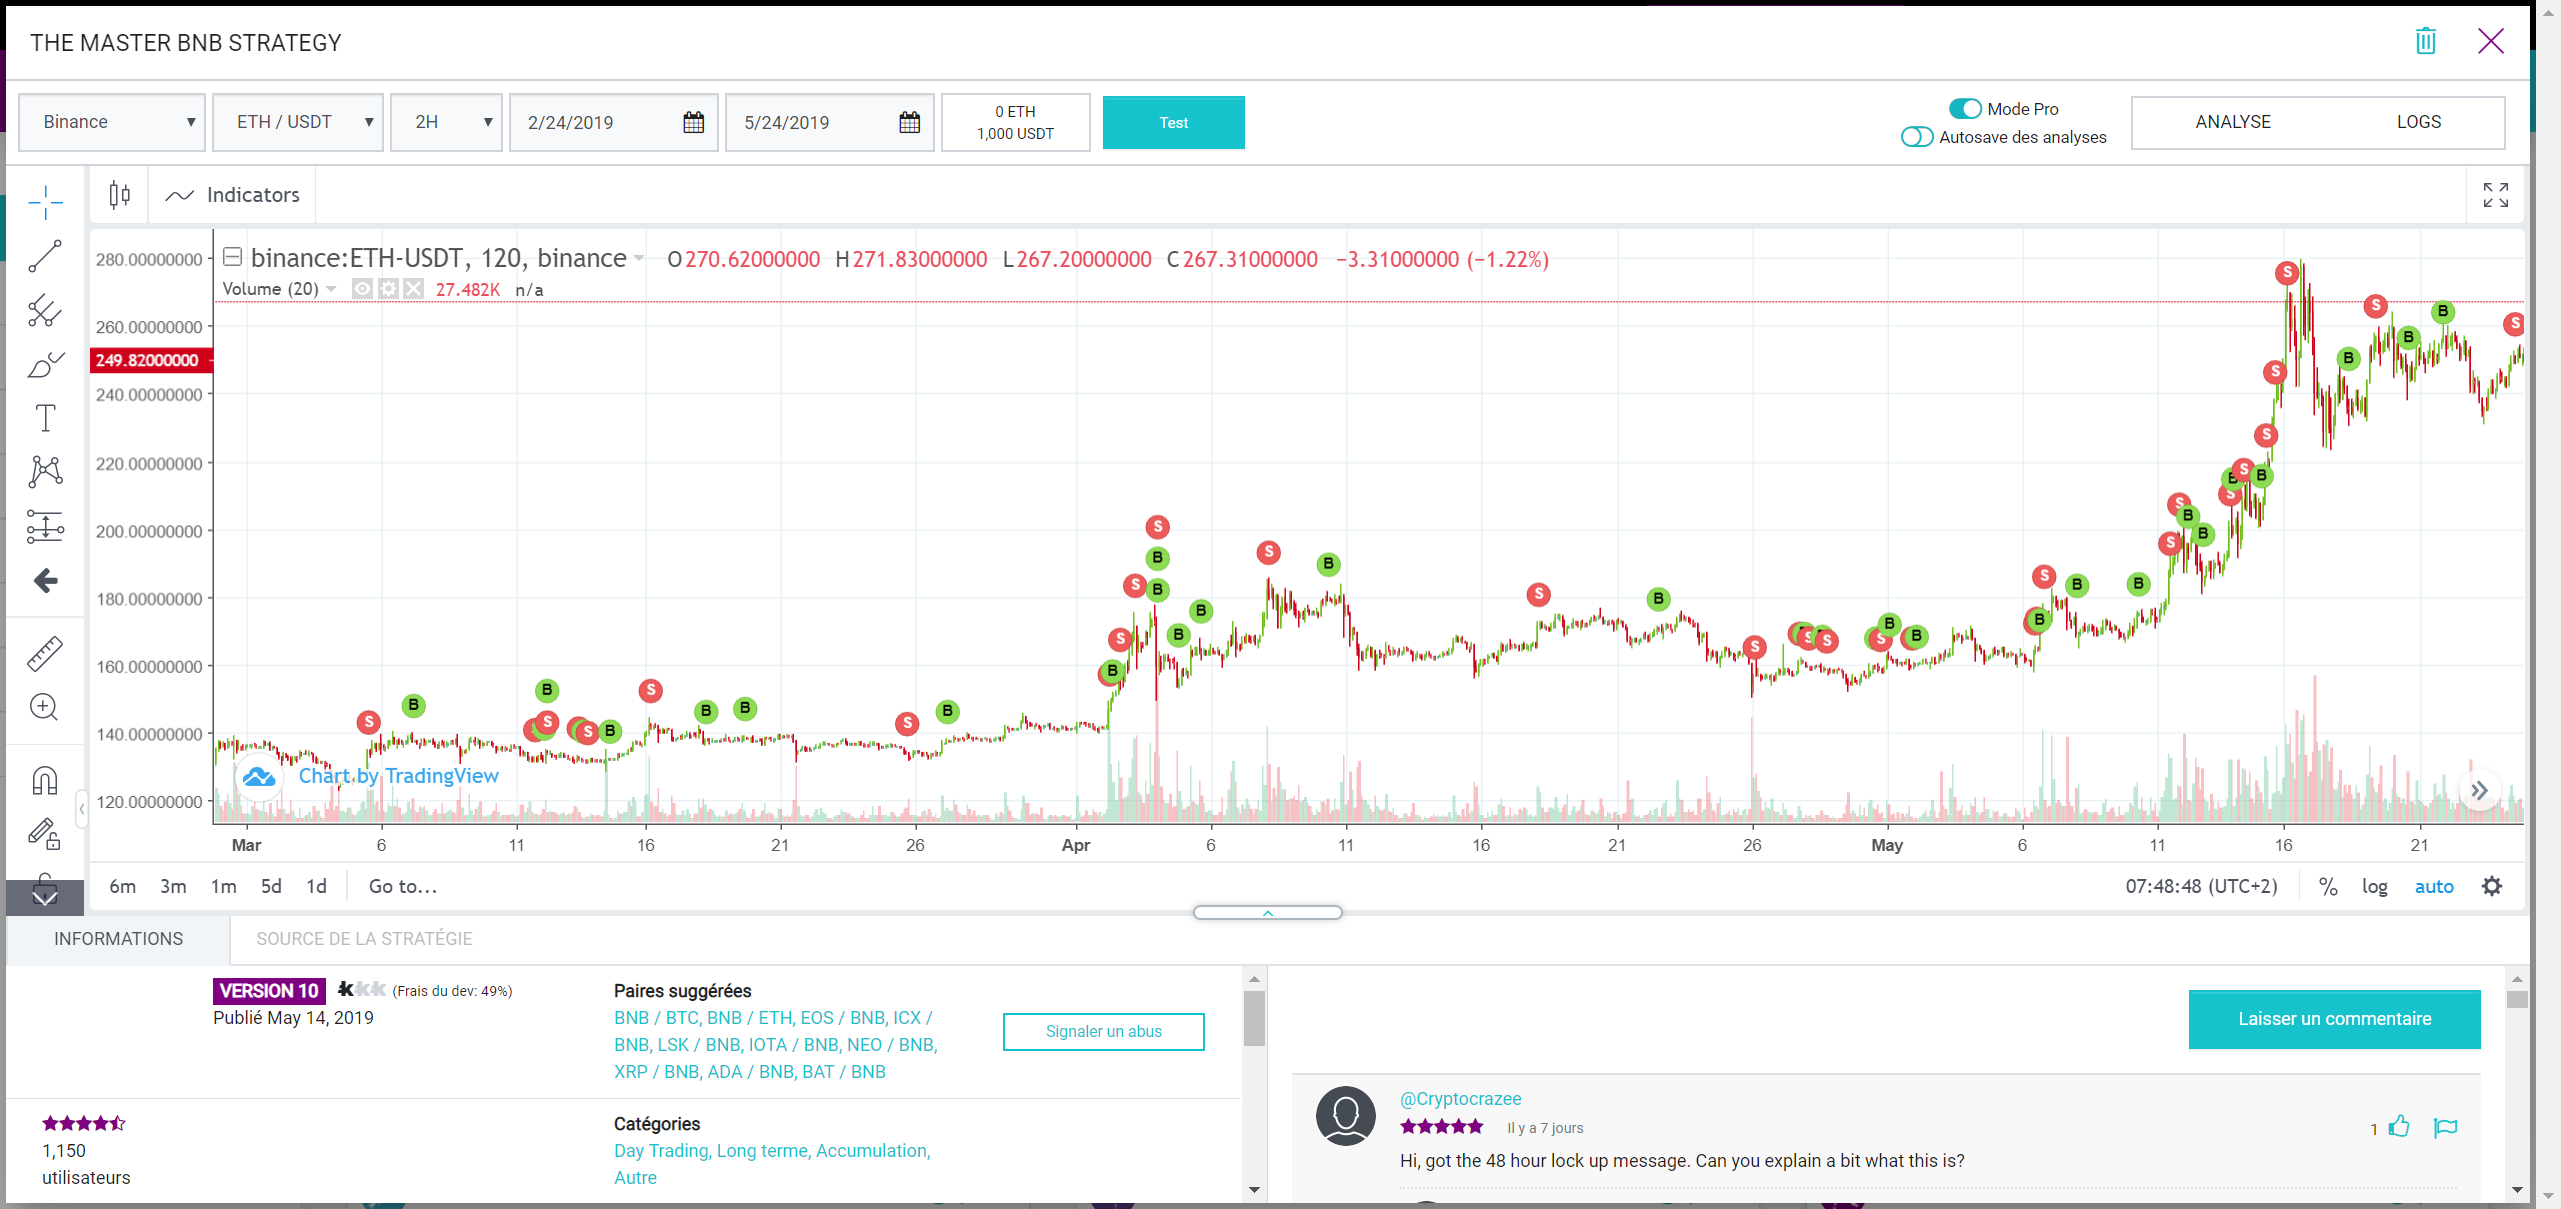 THE MASTER BNB STRATEGY
Binance ▼ ETH / USDT ▼ 2H ▼ 2/24/2019 5/24/2019
0 ETH
1,000 USDT
Test
Mode Pro
Autosave des analyses
ANALYSE LOGS
Indicators
binance:ETH-USDT, 120, binance O270.62000000 H271.83000000 L267.20000000 C267.31000000 −3.31000000 (−1.22%)
Volume (20) 27.482K n/a
280.00000000
260.00000000
249.82000000
240.00000000
220.00000000
200.00000000
180.00000000
160.00000000
140.00000000
120.00000000
Chart by TradingView
Mar 6 11 16 21 26 Apr 6 11 16 21 26 May 6 11 16 21
6m 3m 1m 5d 1d Go to... 07:48:48 (UTC+2) % log auto
INFORMATIONS SOURCE DE LA STRATÉGIE
VERSION 10 (Frais du dev: 49%)
Publié May 14, 2019
Paires suggérées
BNB / BTC, BNB / ETH, EOS / BNB, ICX /
BNB, LSK / BNB, IOTA / BNB, NEO / BNB,
XRP / BNB, ADA / BNB, BAT / BNB
Signaler un abus
1,150
utilisateurs
Catégories
Day Trading, Long terme, Accumulation,
Autre
Laisser un commentaire
@Cryptocrazee
Il y a 7 jours
1
Hi, got the 48 hour lock up message. Can you explain a bit what this is?